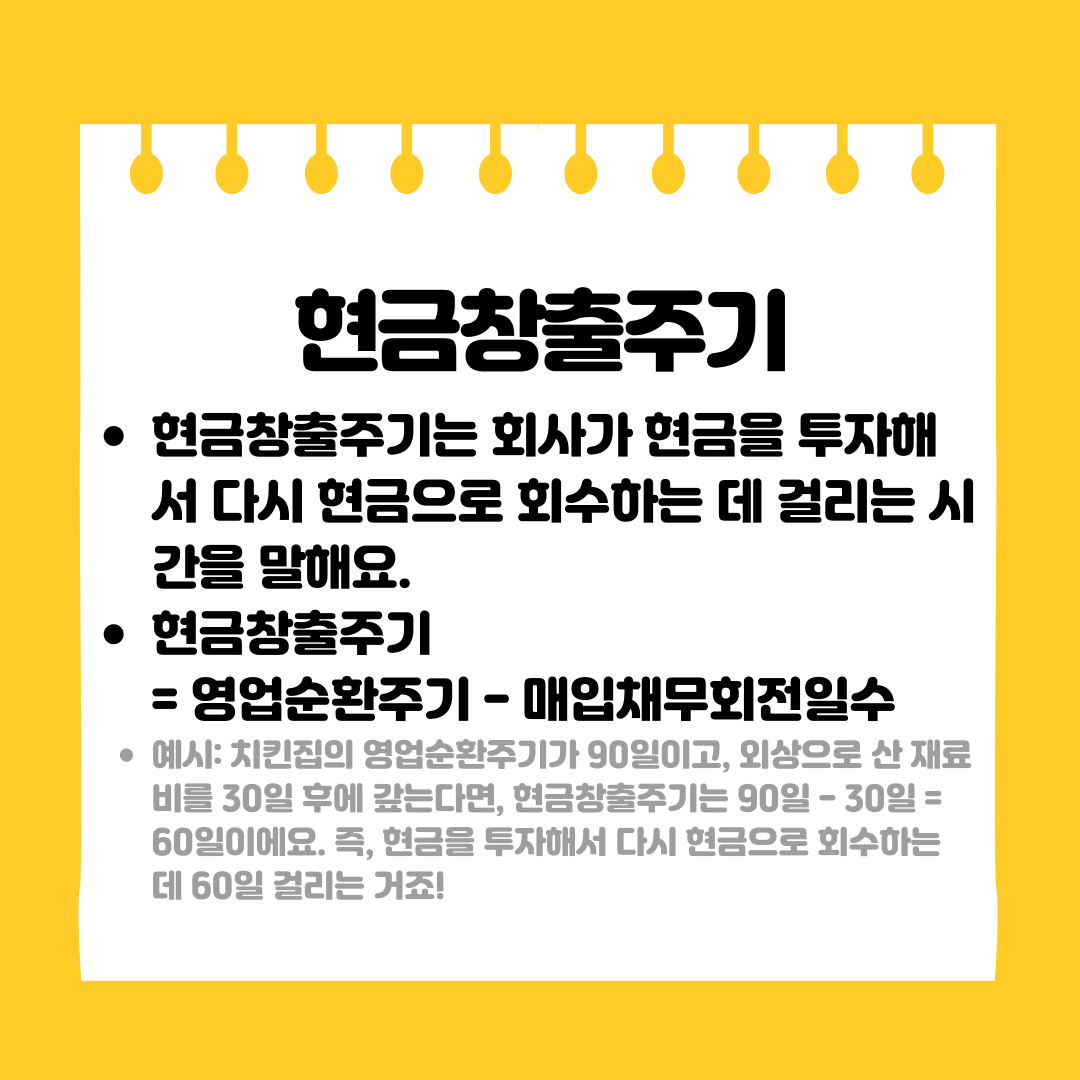 현금창출주기
• 현금창출주기는 회사가 현금을 투자해
서 다시 현금으로 회수하는 데 걸리는 시
간을 말해요.
• 현금창출주기
= 영업순환주기 - 매입채무회전일수
• 예시: 치킨집의 영업순환주기가 90일이고, 외상으로 산 재료
비를 30일 후에 갚는다면, 현금창출주기는 90일 - 30일 =
60일이에요. 즉, 현금을 투자해서 다시 현금으로 회수하는
데 60일 걸리는 거죠!